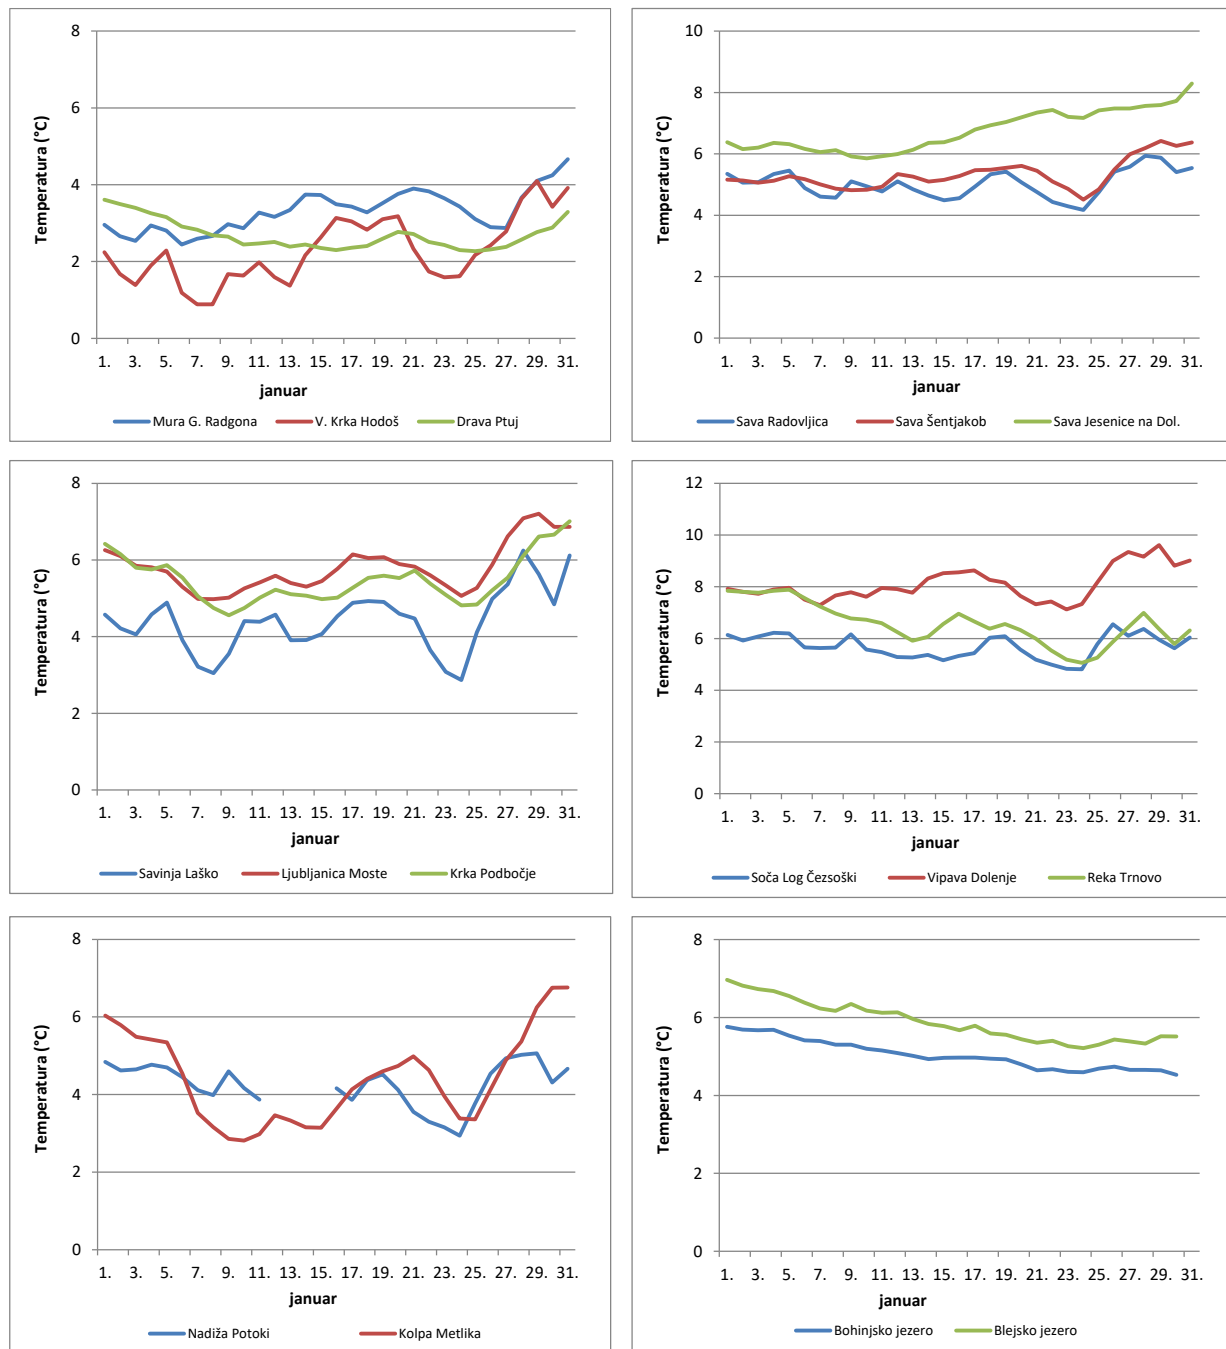 8
6
4
2
0
Temperatura (°C)
1. 3. 5. 7. 9. 11. 13. 15. 17. 19. 21. 23. 25. 27. 29. 31.
januar
Mura G. Radgona V. Krka Hodoš Drava Ptuj
10
8
6
4
2
0
Temperatura (°C)
1. 3. 5. 7. 9. 11. 13. 15. 17. 19. 21. 23. 25. 27. 29. 31.
januar
Sava Radovljica Sava Šentjakob Sava Jesenice na Dol.
8
6
4
2
0
Temperatura (°C)
1. 3. 5. 7. 9. 11. 13. 15. 17. 19. 21. 23. 25. 27. 29. 31.
januar
Savinja Laško Ljubljanica Moste Krka Podbočje
12
10
8
6
4
2
0
Temperatura (°C)
1. 3. 5. 7. 9. 11. 13. 15. 17. 19. 21. 23. 25. 27. 29. 31.
januar
Soča Log Čezsoški Vipava Dolenje Reka Trnovo
8
6
4
2
0
Temperatura (°C)
1. 3. 5. 7. 9. 11. 13. 15. 17. 19. 21. 23. 25. 27. 29. 31.
januar
Nadiža Potoki Kolpa Metlika
8
6
4
2
0
Temperatura (°C)
1. 3. 5. 7. 9. 11. 13. 15. 17. 19. 21. 23. 25. 27. 29. 31.
januar
Bohinjsko jezero Blejsko jezero